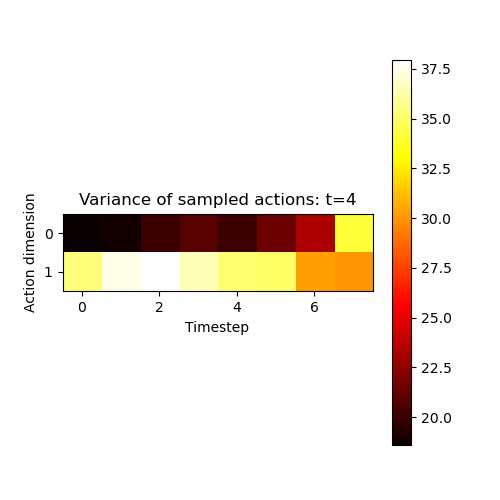 Variance of sampled actions: t=4
Action dimension
0
1
0 2 4 6
Timestep
37.5
35.0
32.5
30.0
27.5
25.0
22.5
20.0